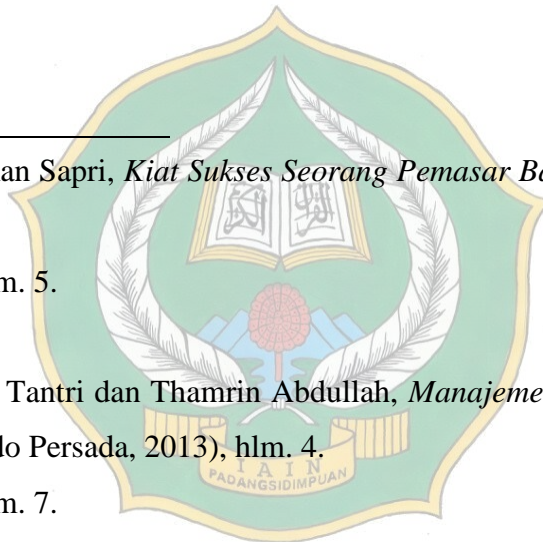 an Sapri, Kiat Sukses Seorang Pemasar Ba
m. 5.
Tantri dan Thamrin Abdullah, Manajeme
do Persada, 2013), hlm. 4.
I A I N
PADANGSIDIMPUAN
m. 7.